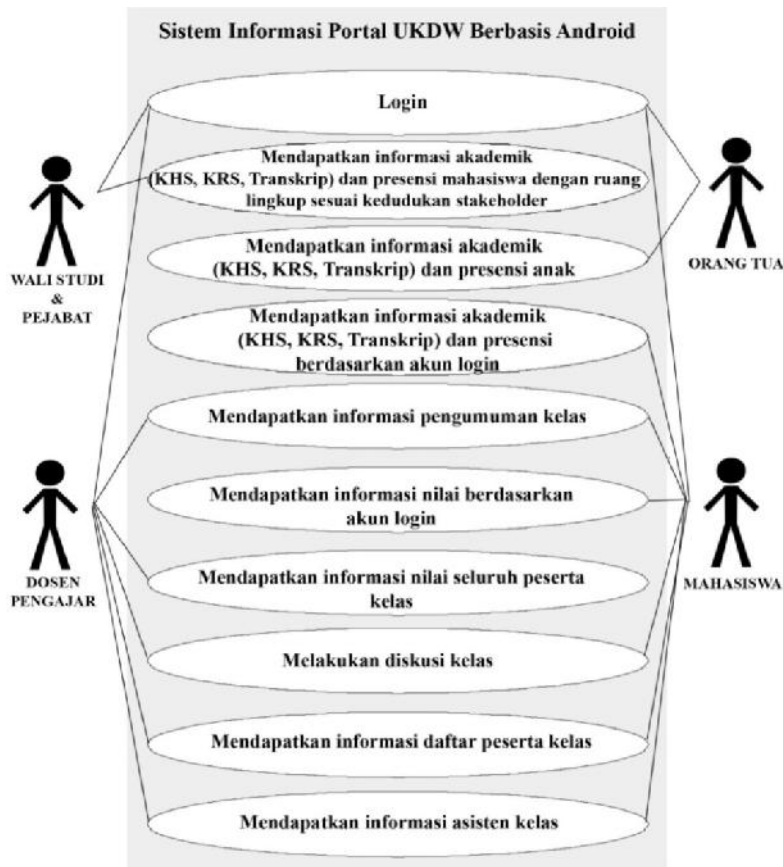 Sistem Informasi Portal UKDW Berbasis Android
Login
Mendapatkan informasi akademik
(KHS, KRS, Transkrip) dan presensi mahasiswa dengan ruang
lingkup sesuai kedudukan stakeholder
WALI STUDI
&
PEJABAT
ORANG TUA
Mendapatkan informasi akademik
(KHS, KRS, Transkrip) dan presensi anak
Mendapatkan informasi akademik
(KHS, KRS, Transkrip) dan presensi
berdasarkan akun login
Mendapatkan informasi pengumuman kelas
Mendapatkan informasi nilai berdasarkan
akun login
DOSEN
PENGAJAR
MAHASISWA
Mendapatkan informasi nilai seluruh peserta
kelas
Melakukan diskusi kelas
Mendapatkan informasi daftar peserta kelas
Mendapatkan informasi asisten kelas